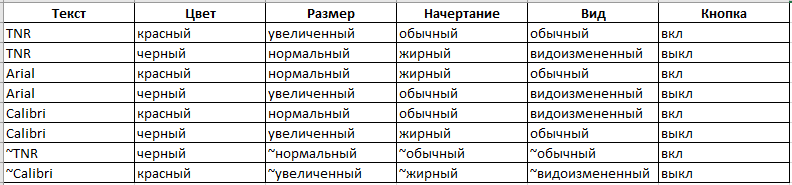 Текст Цвет Размер Начертание Вид Кнопка
TNR красный увеличенный обычный обычный вкл
TNR черный нормальный жирный видоизмененный выкл
Arial красный нормальный жирный обычный вкл
Arial черный увеличенный обычный видоизмененный выкл
Calibri красный нормальный обычный видоизмененный вкл
Calibri черный увеличенный жирный обычный выкл
~TNR черный ~нормальный ~обычный ~обычный вкл
~Calibri красный ~увеличенный ~жирный ~видоизмененный выкл